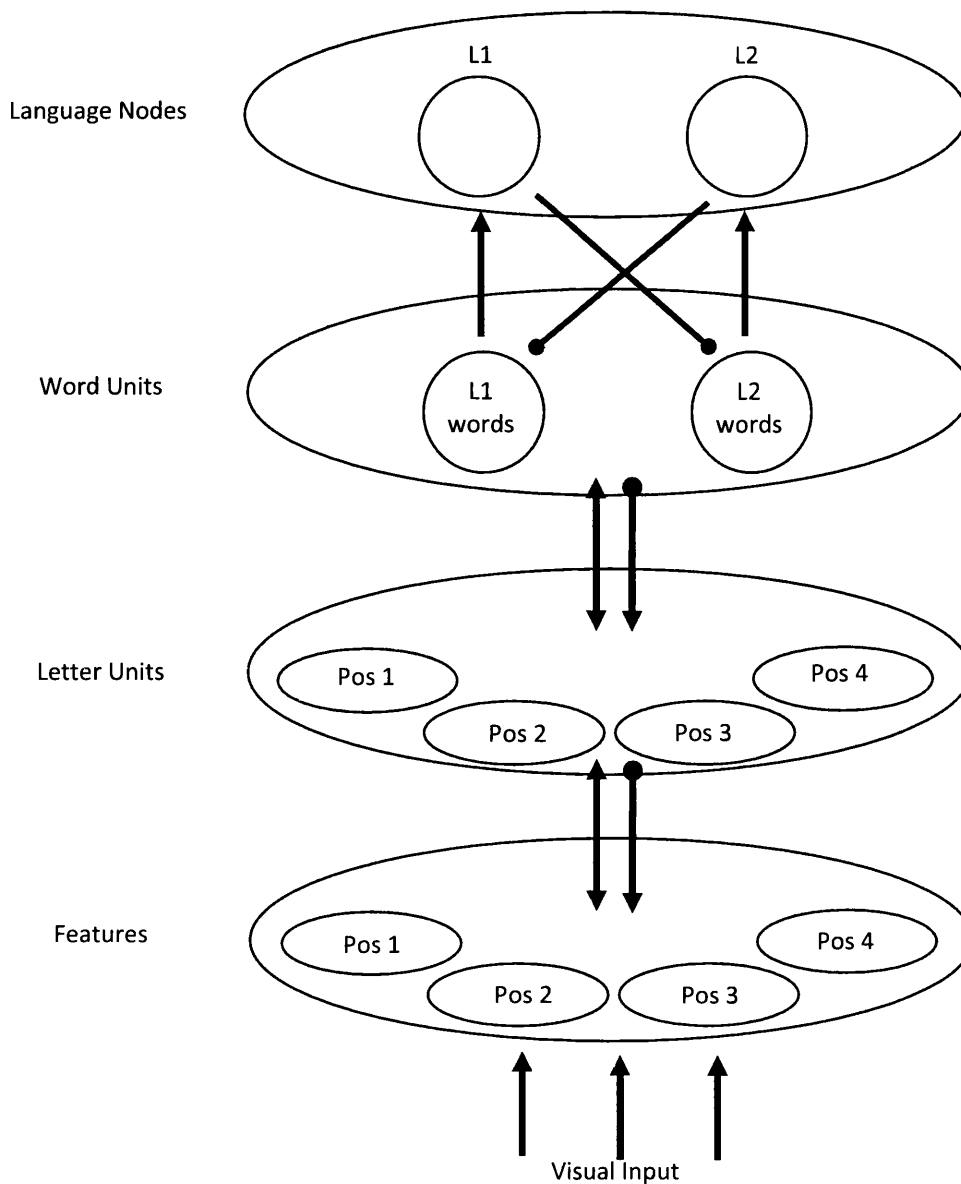 L1 L2
Language Nodes
Word Units
L1 words
L2 words
Letter Units
Pos 1
Pos 2
Pos 3
Pos 4
Features
Pos 1
Pos 2
Pos 3
Pos 4
Visual Input